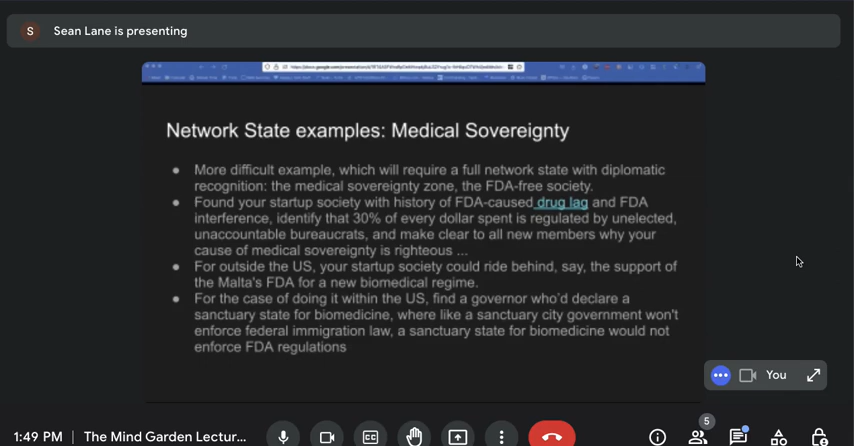 S
Sean Lane is presenting
Network State examples: Medical Sovereignty
● More difficult example, which will require a full network state with diplomatic
recognition: the medical sovereignty zone, the FDA-free society.
● Found your startup society with history of FDA-caused drug lag and FDA
interference, identify that 30% of every dollar spent is regulated by unelected,
unaccountable bureaucrats, and make clear to all new members why your
cause of medical sovereignty is righteous ...
● For outside the US, your startup society could ride behind, say, the support of
the Malta's FDA for a new biomedical regime.
● For the case of doing it within the US, find a governor who'd declare a
sanctuary state for biomedicine, where like a sanctuary city government won't
enforce federal immigration law, a sanctuary state for biomedicine would not
enforce FDA regulations
You
5
1:49 PM | The Mind Garden Lectur...
CC